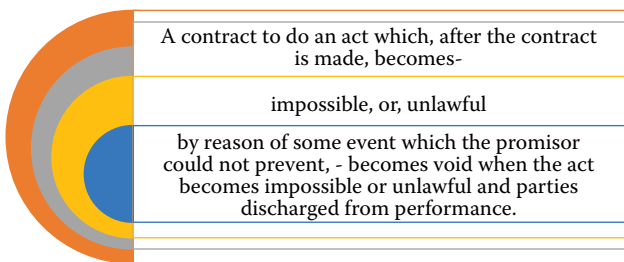 A contract to do an act which, after the contract
is made, becomes-
impossible, or, unlawful
by reason of some event which the promisor
could not prevent, - becomes void when the act
becomes impossible or unlawful and parties
discharged from performance.